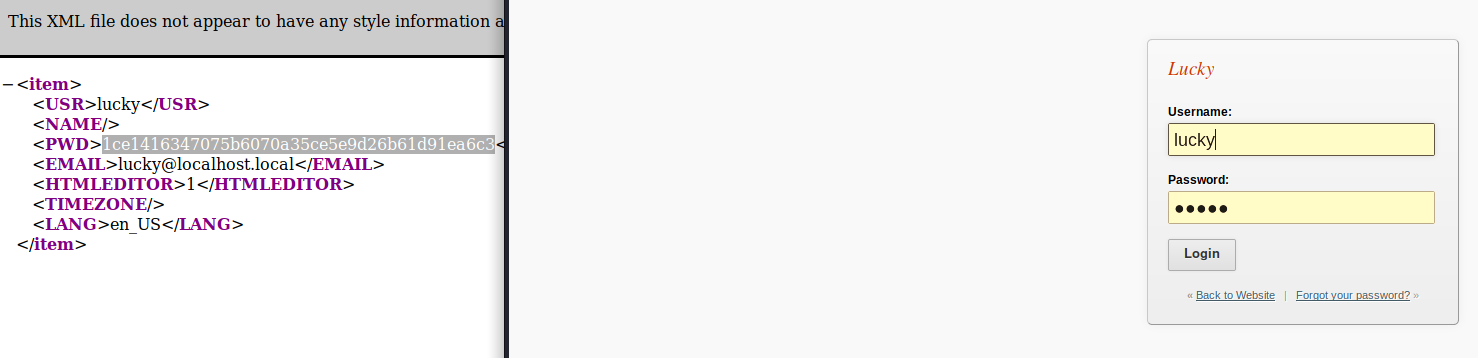 This XML file does not appear to have any style information a
−<item>
<USR>lucky</USR>
<NAME/>
<PWD>1ce1416347075b6070a35ce5e9d26b61d91ea6c3<
<EMAIL>lucky@localhost.local</EMAIL>
<HTMLEDITOR>1</HTMLEDITOR>
<TIMEZONE/>
<LANG>en_US</LANG>
</item>
Lucky
Username:
lucky
Password:
●●●●●
Login
« Back to Website | Forgot your password? »